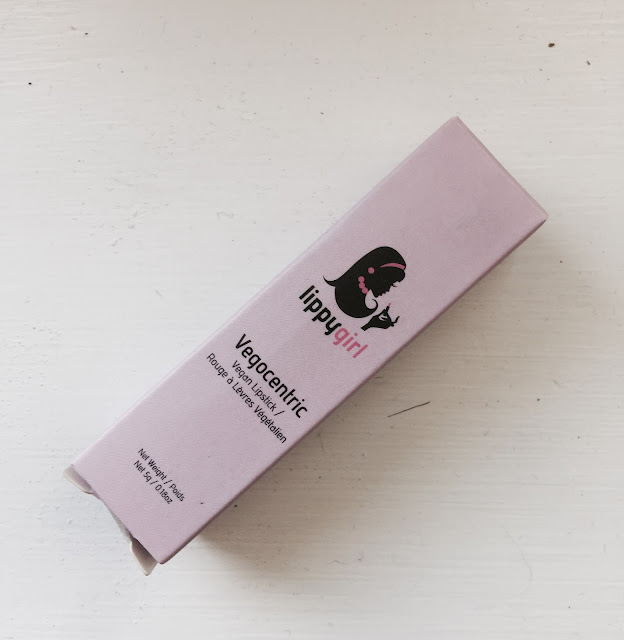 lippygirl
Vegocentric
Vegan Lipstick /
Rouge à Lèvres Végétalien
Net Weight / Poids
Net 5g / 0.18oz